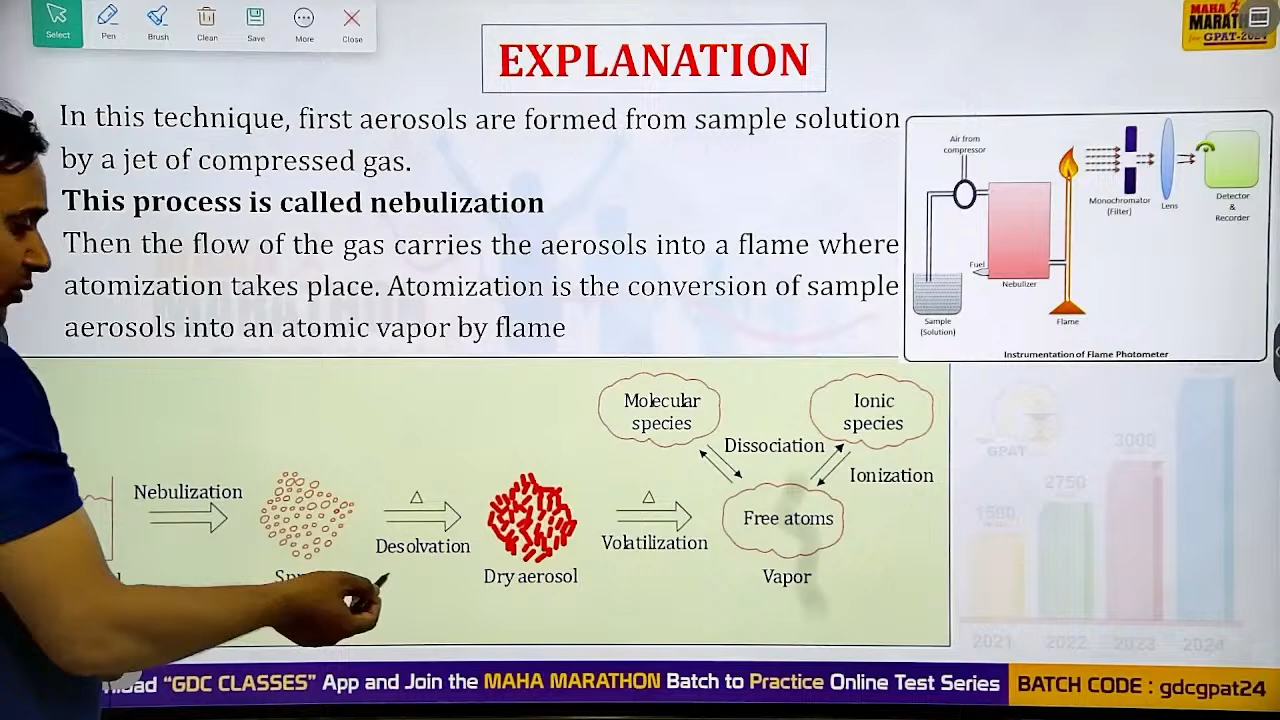 Select
Pen
Brush
Clean
Save
More
Close
EXPLANATION
MAHA
for GPAT-2024
In this technique, first aerosols are formed from sample solution
by a jet of compressed gas.
This process is called nebulization
Then the flow of the gas carries the aerosols into a flame where
atomization takes place. Atomization is the conversion of sample
aerosols into an atomic vapor by flame
Air from
compressor
Fuel
Nebulizer
Sample
(Solution)
Flame
Monochromator
(Filter)
Lens
Detector
&
Recorder
Instrumentation of Flame Photometer
Nebulization
Desolvation
Dry aerosol
Volatilization
Molecular
species
Ionic
species
Dissociation
Ionization
Free atoms
Vapor
GPAT
1500
2750
3000
2021
2022
2023
2024
"GDC CLASSES" App and Join the MAHA MARATHON Batch to Practice Online Test Series
BATCH CODE : gdcgpat24